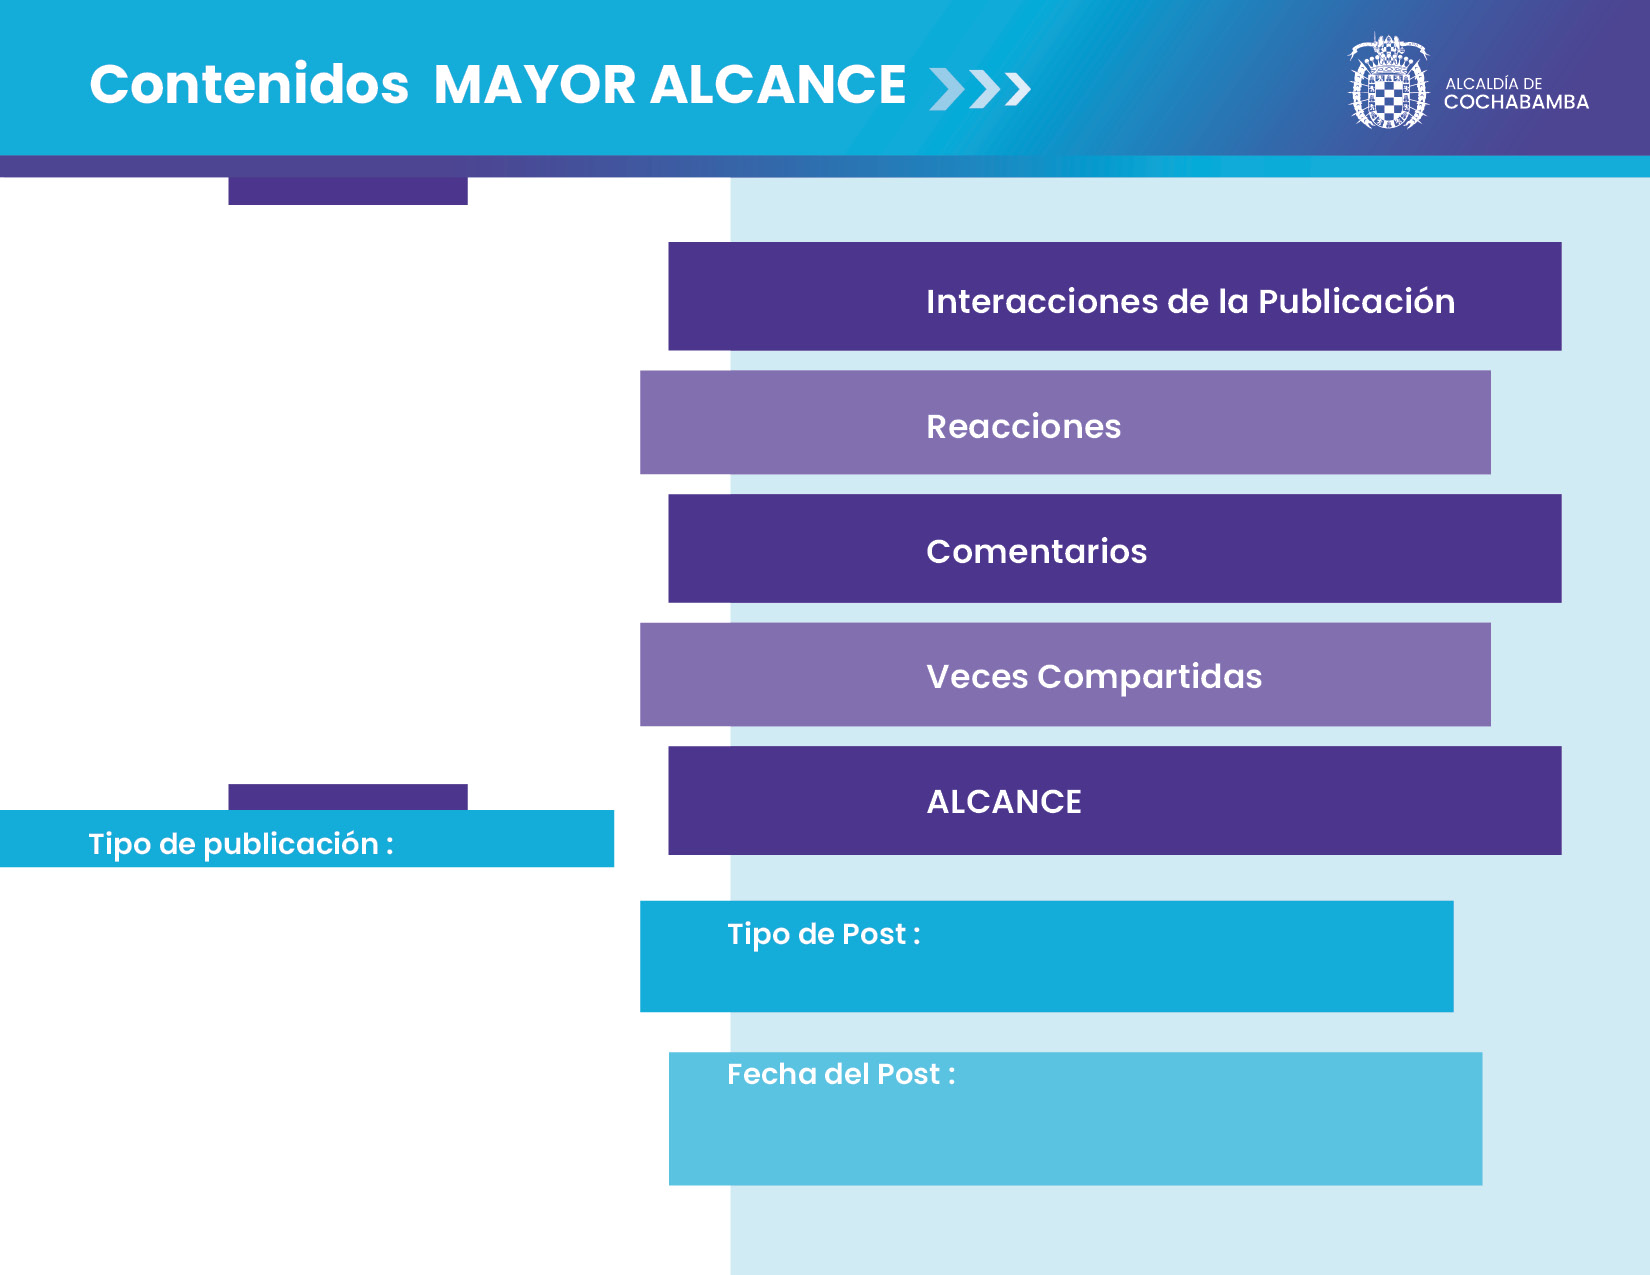 Contenidos MAYOR ALCANCE
ALCALDÍA DE
COCHABAMBA
Interacciones de la Publicación
Reacciones
Comentarios
Veces Compartidas
ALCANCE
Tipo de publicación :
Tipo de Post :
Fecha del Post :